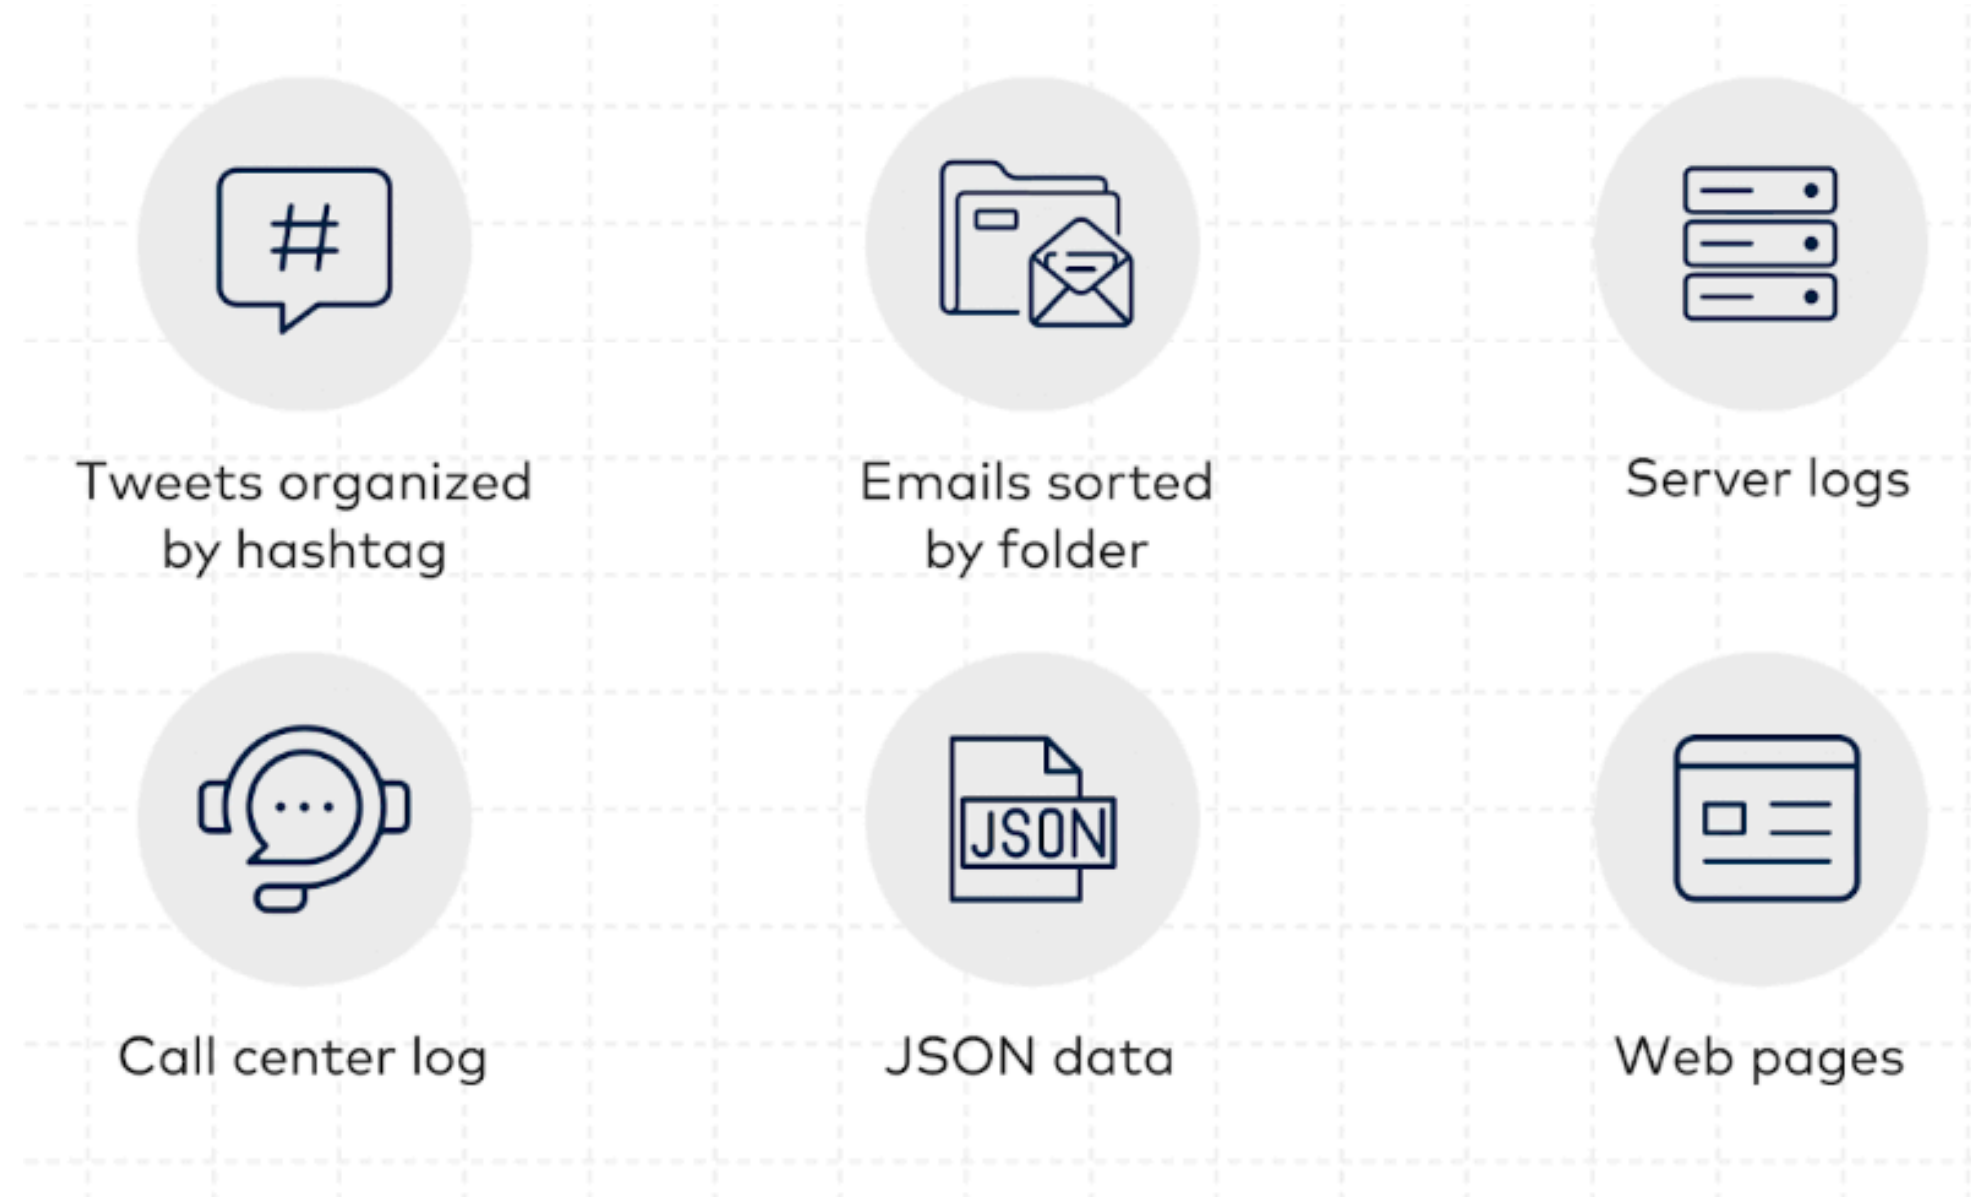 #
Tweets organized
by hashtag
Emails sorted
by folder
Server logs
Call center log
JSON
JSON data
Web pages